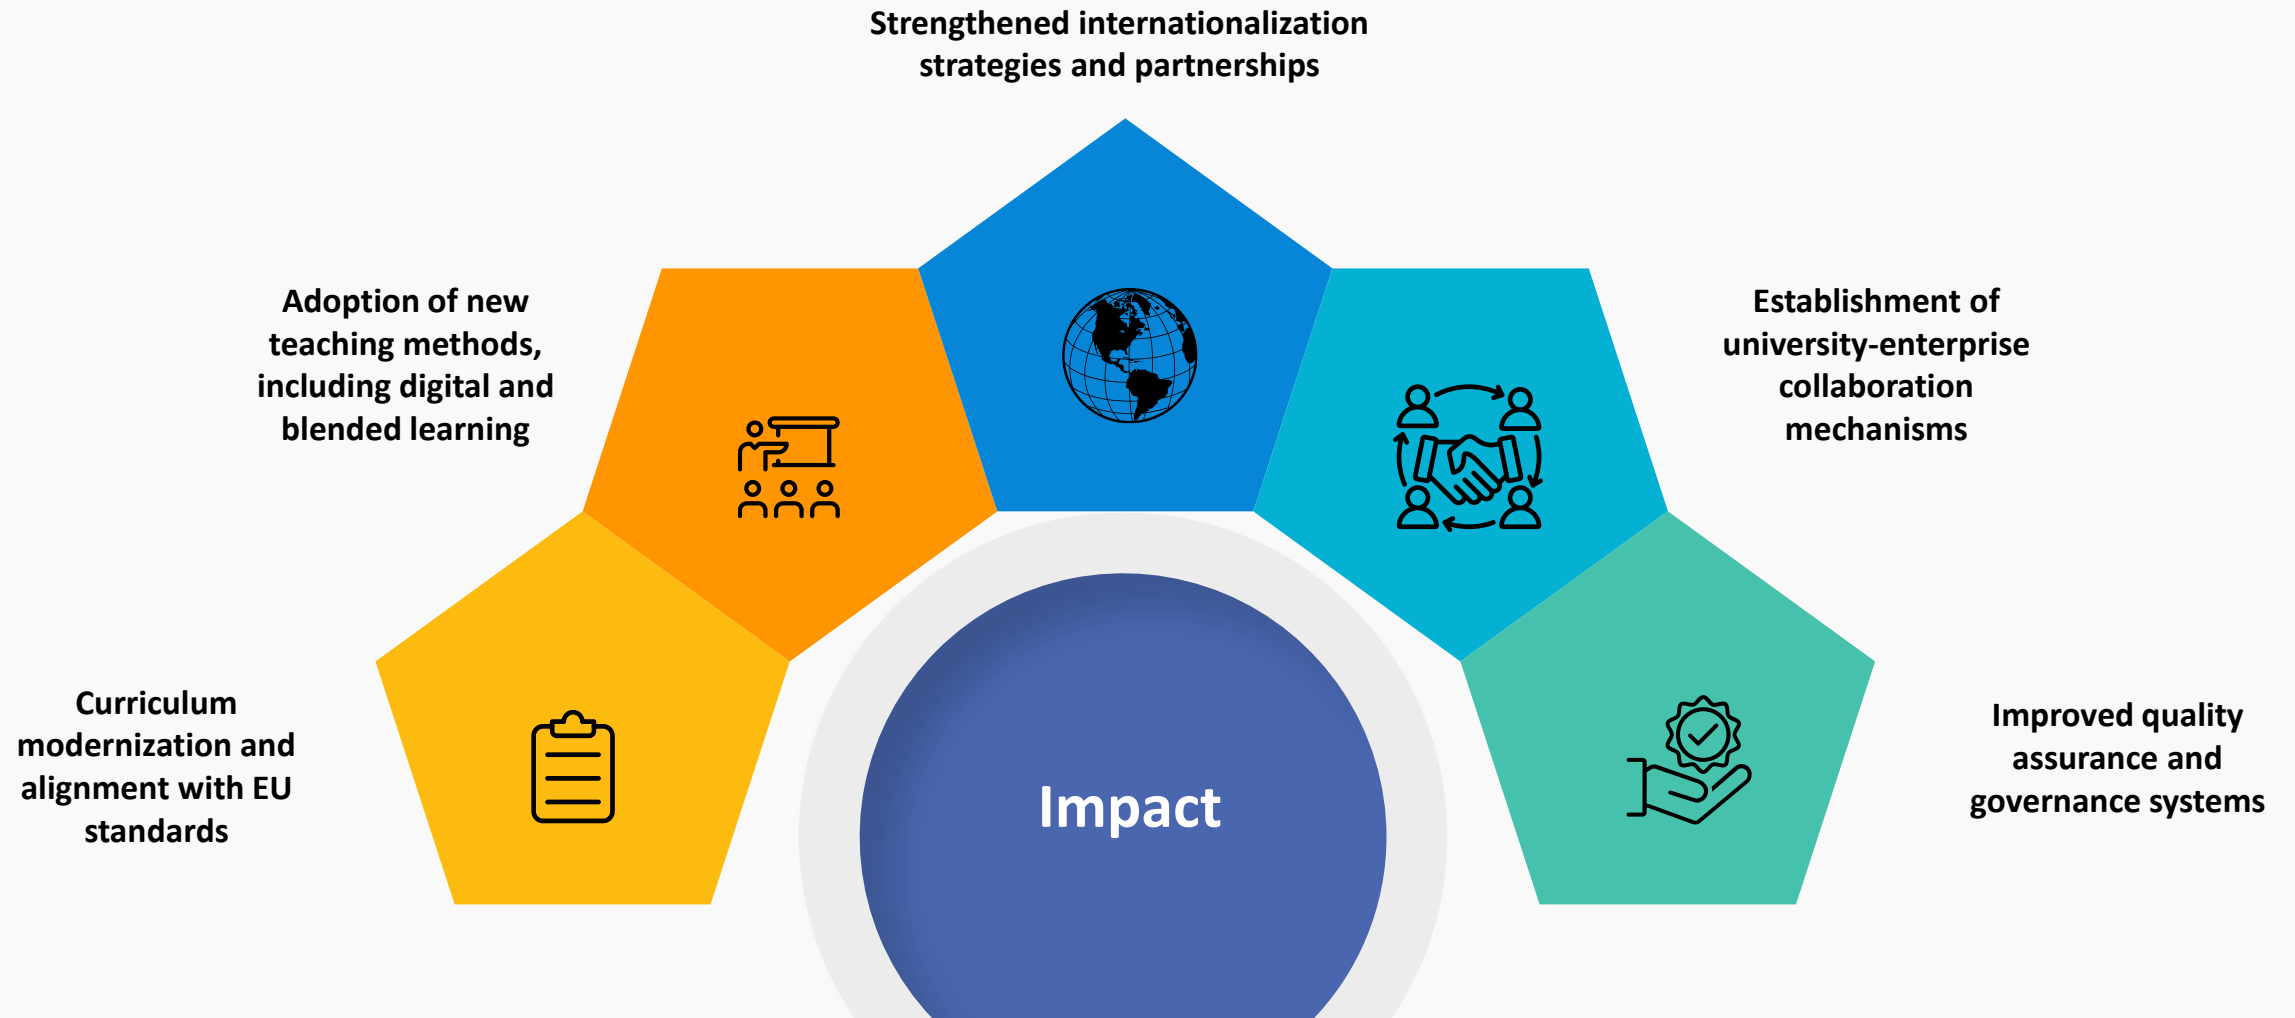 Strengthened internationalization
strategies and partnerships
Adoption of new
teaching methods,
including digital and
blended learning
Establishment of
university-enterprise
collaboration
mechanisms
Curriculum
modernization and
alignment with EU
standards
Impact
Improved quality
assurance and
governance systems